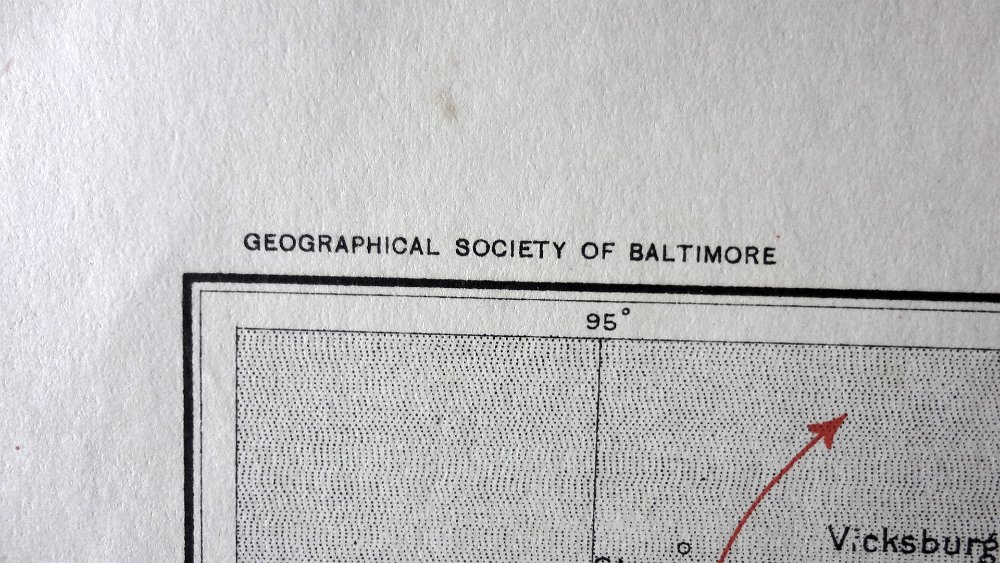 GEOGRAPHICAL SOCIETY OF BALTIMORE
95°
Vicksburg